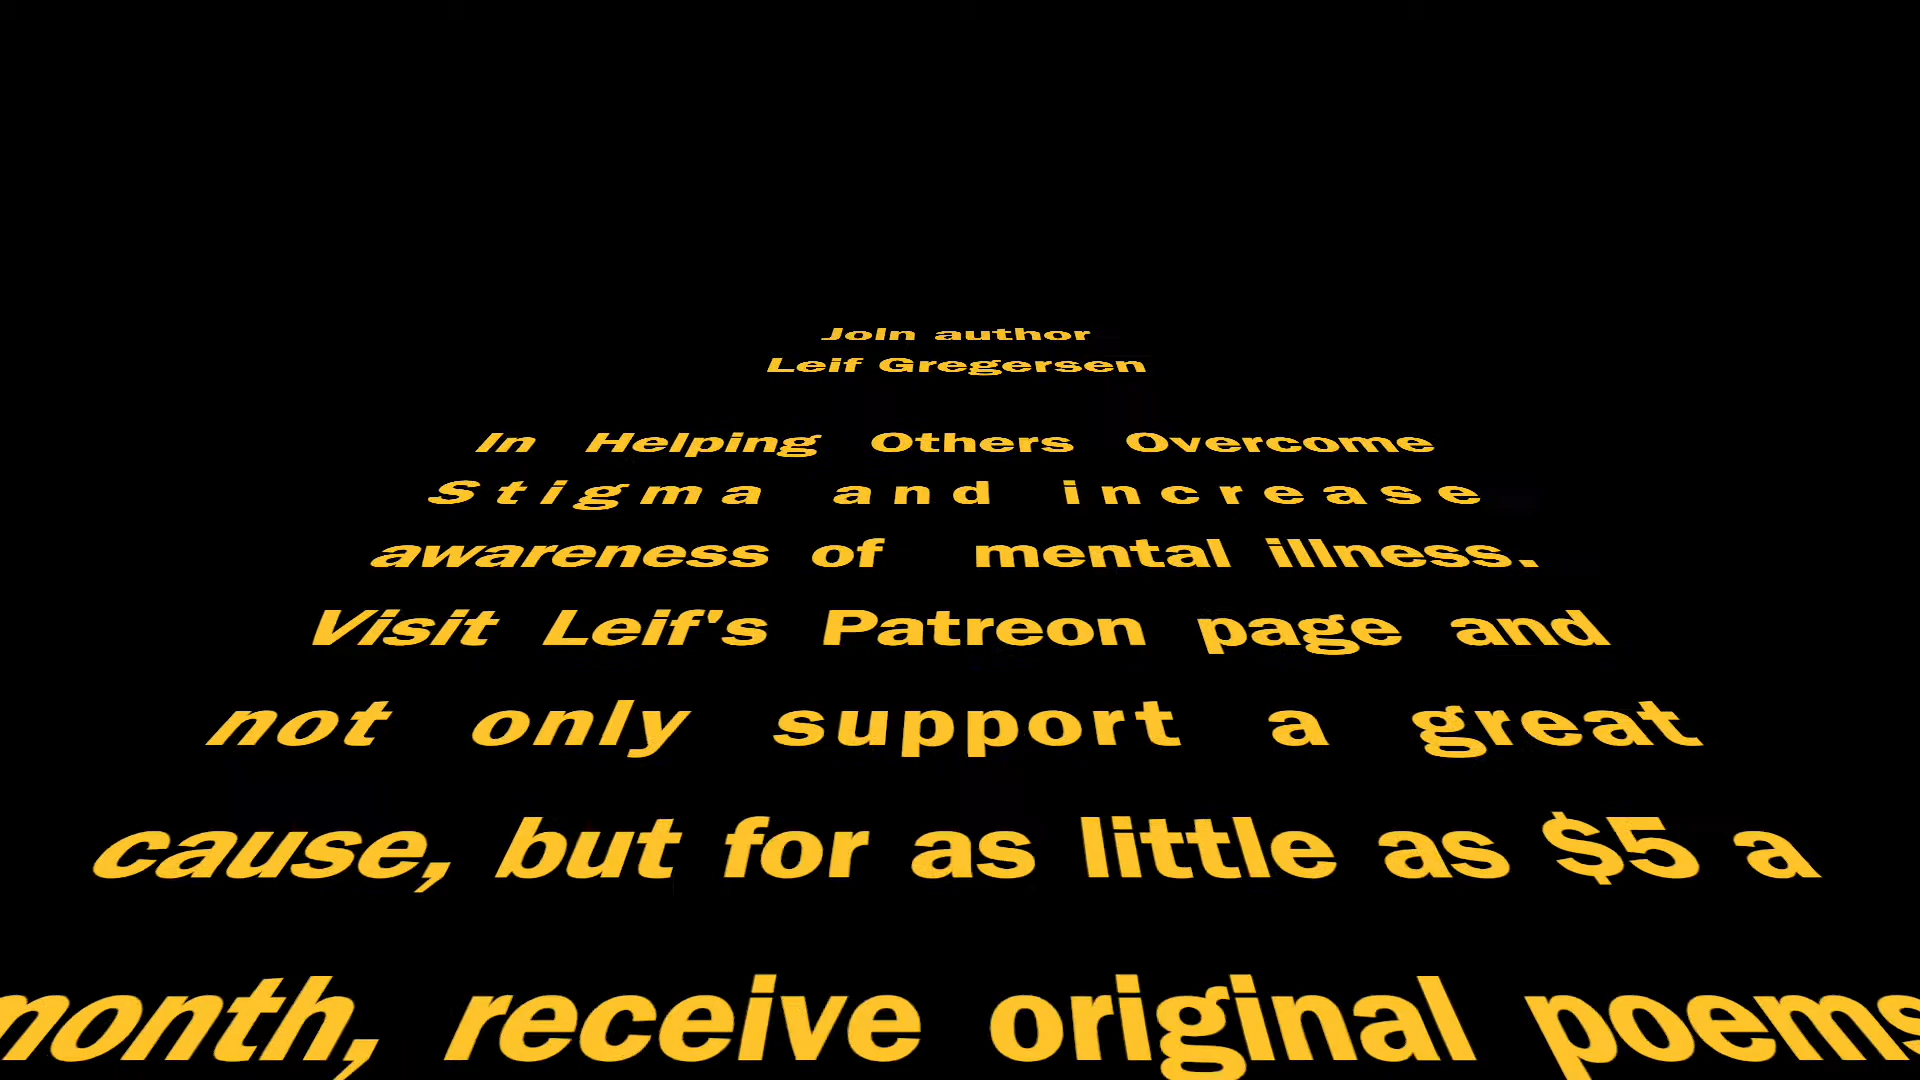 Join author
Leif Gregersen
In Helping Others Overcome
Stigma and increase
awareness of mental illness.
Visit Leif's Patreon page and
not only support a great
cause, but for as little as $5 a
month, receive original poems